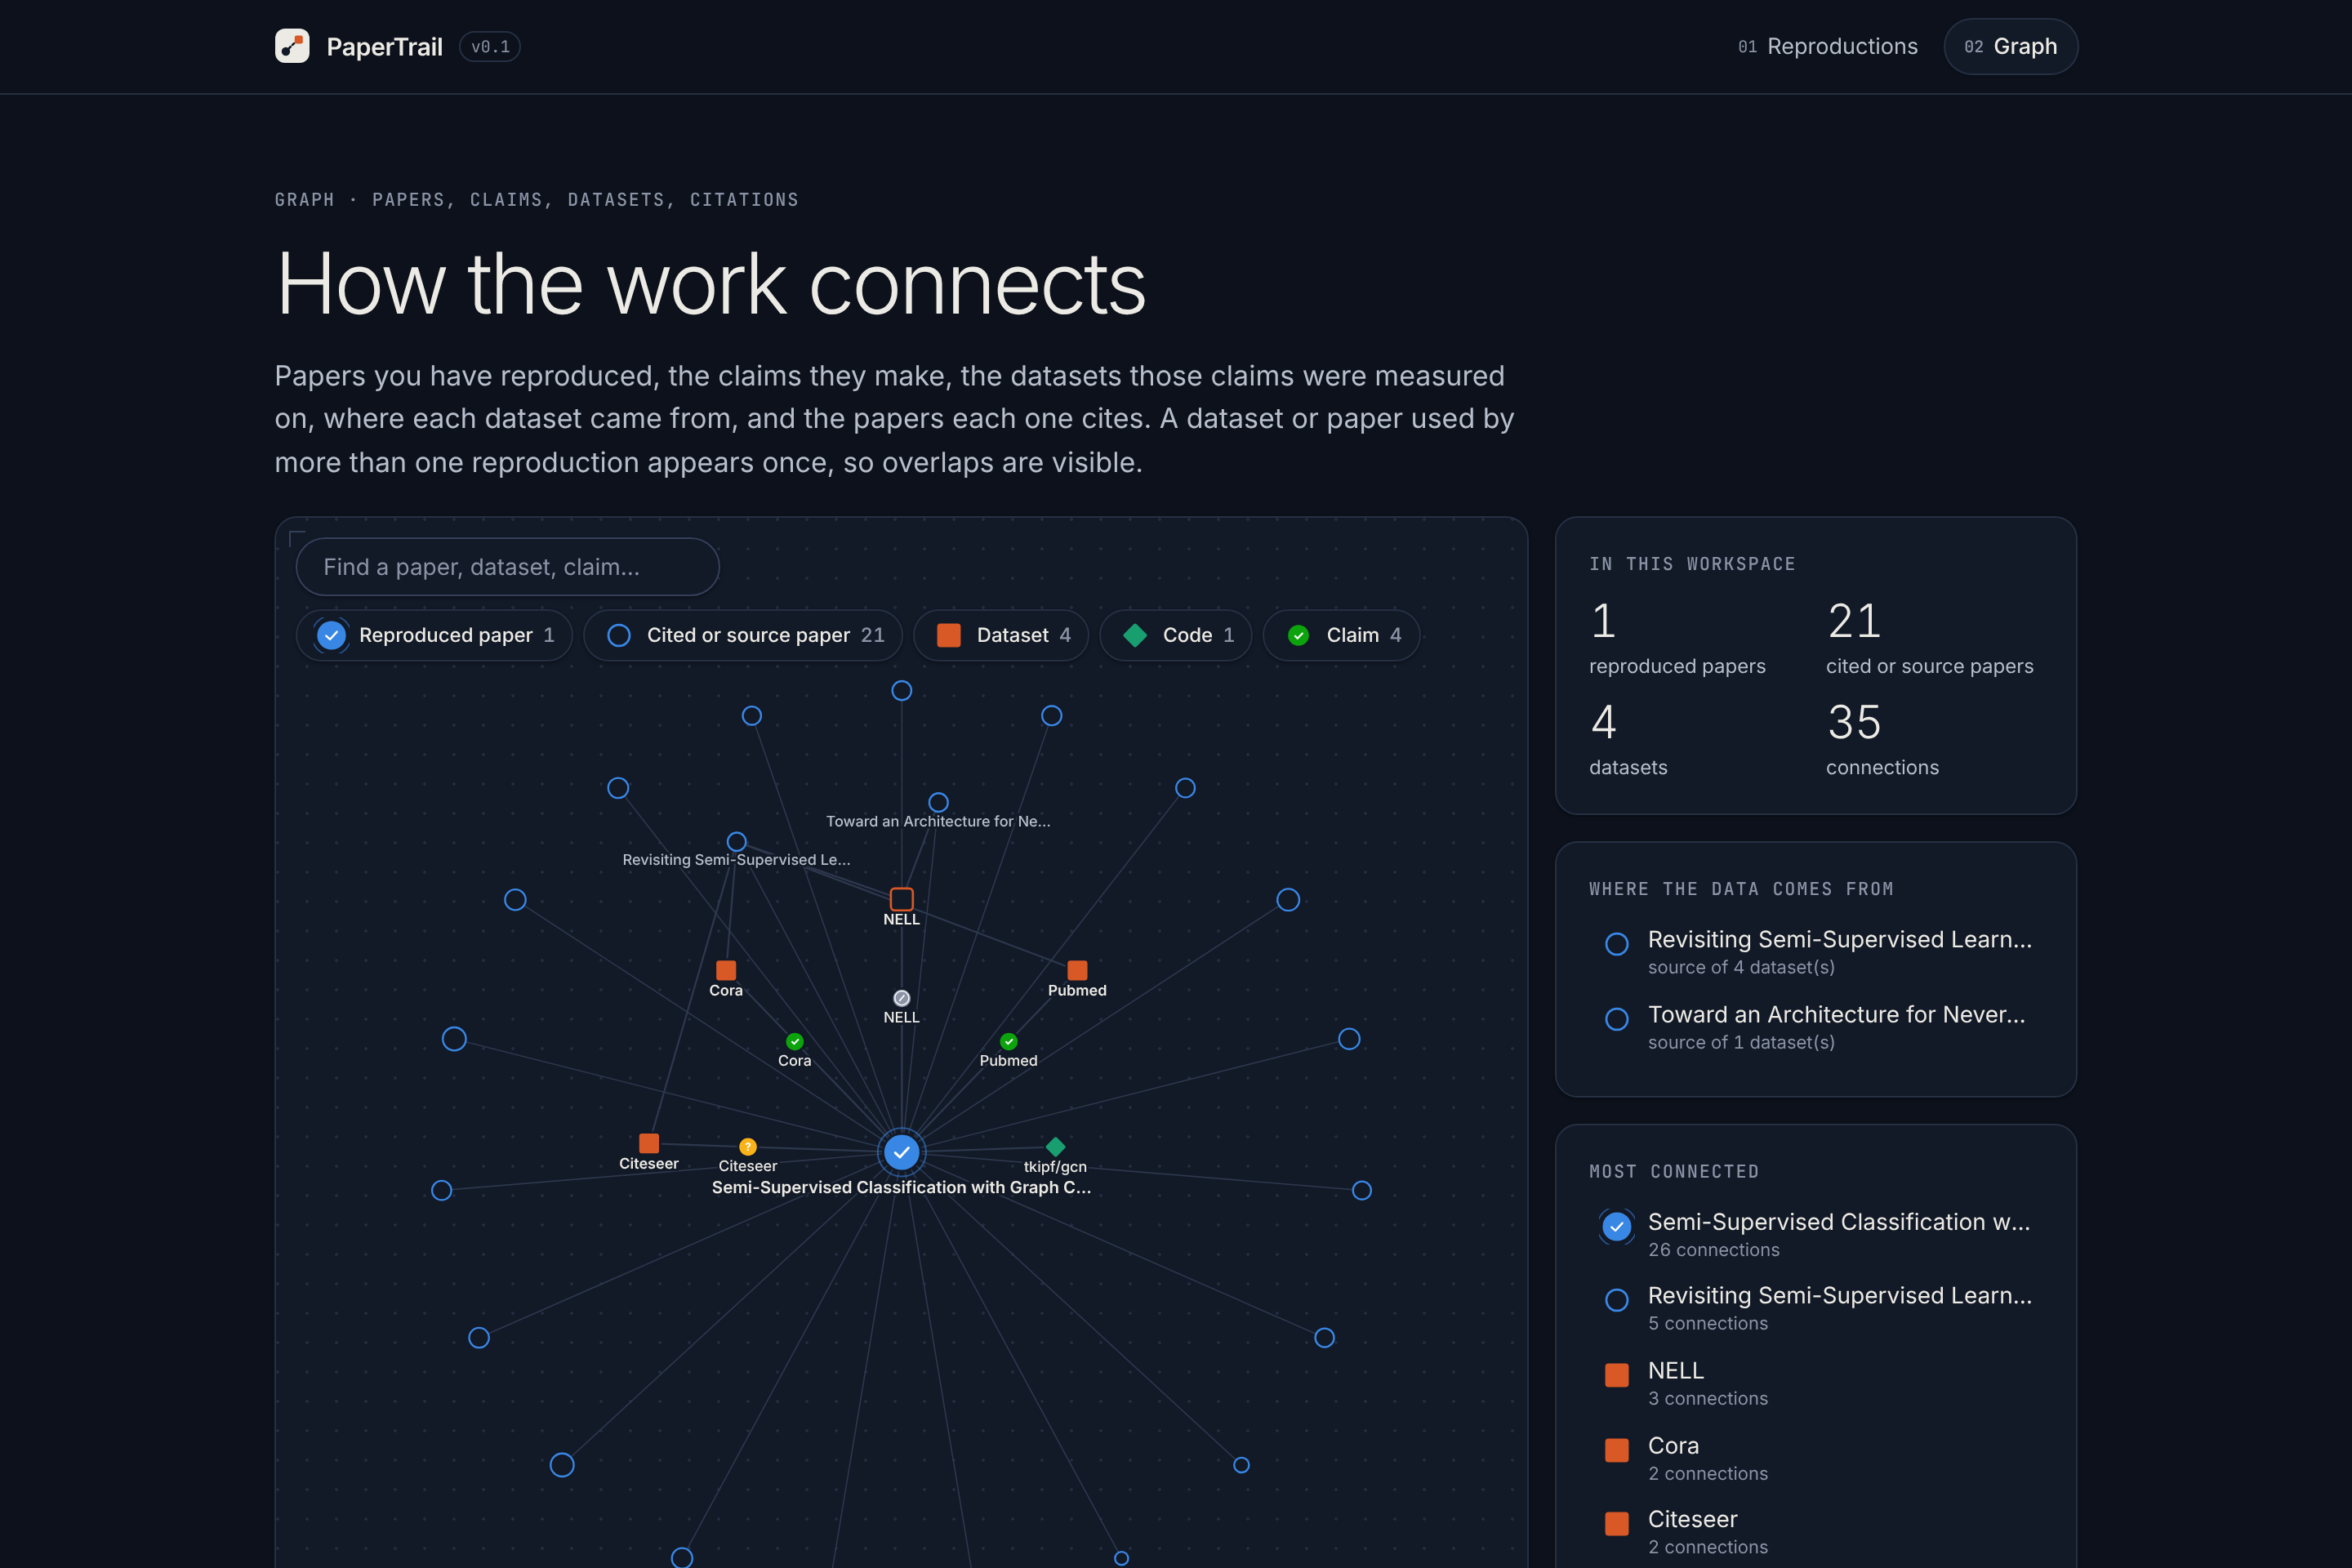 PaperTrail v0.1
01 Reproductions
02 Graph
GRAPH · PAPERS, CLAIMS, DATASETS, CITATIONS
How the work connects
Papers you have reproduced, the claims they make, the datasets those claims were measured
on, where each dataset came from, and the papers each one cites. A dataset or paper used by
more than one reproduction appears once, so overlaps are visible.
Find a paper, dataset, claim...
Reproduced paper 1
Cited or source paper 21
Dataset 4
Code 1
Claim 4
Toward an Architecture for Ne...
Revisiting Semi-Supervised Le...
NELL
Cora
Pubmed
NELL
Cora
Pubmed
Citeseer
Citeseer
tkipf/gcn
Semi-Supervised Classification with Graph C...
IN THIS WORKSPACE
1
reproduced papers
21
cited or source papers
4
datasets
35
connections
WHERE THE DATA COMES FROM
Revisiting Semi-Supervised Learn...
source of 4 dataset(s)
Toward an Architecture for Never...
source of 1 dataset(s)
MOST CONNECTED
Semi-Supervised Classification w...
26 connections
Revisiting Semi-Supervised Learn...
5 connections
NELL
3 connections
Cora
2 connections
Citeseer
2 connections